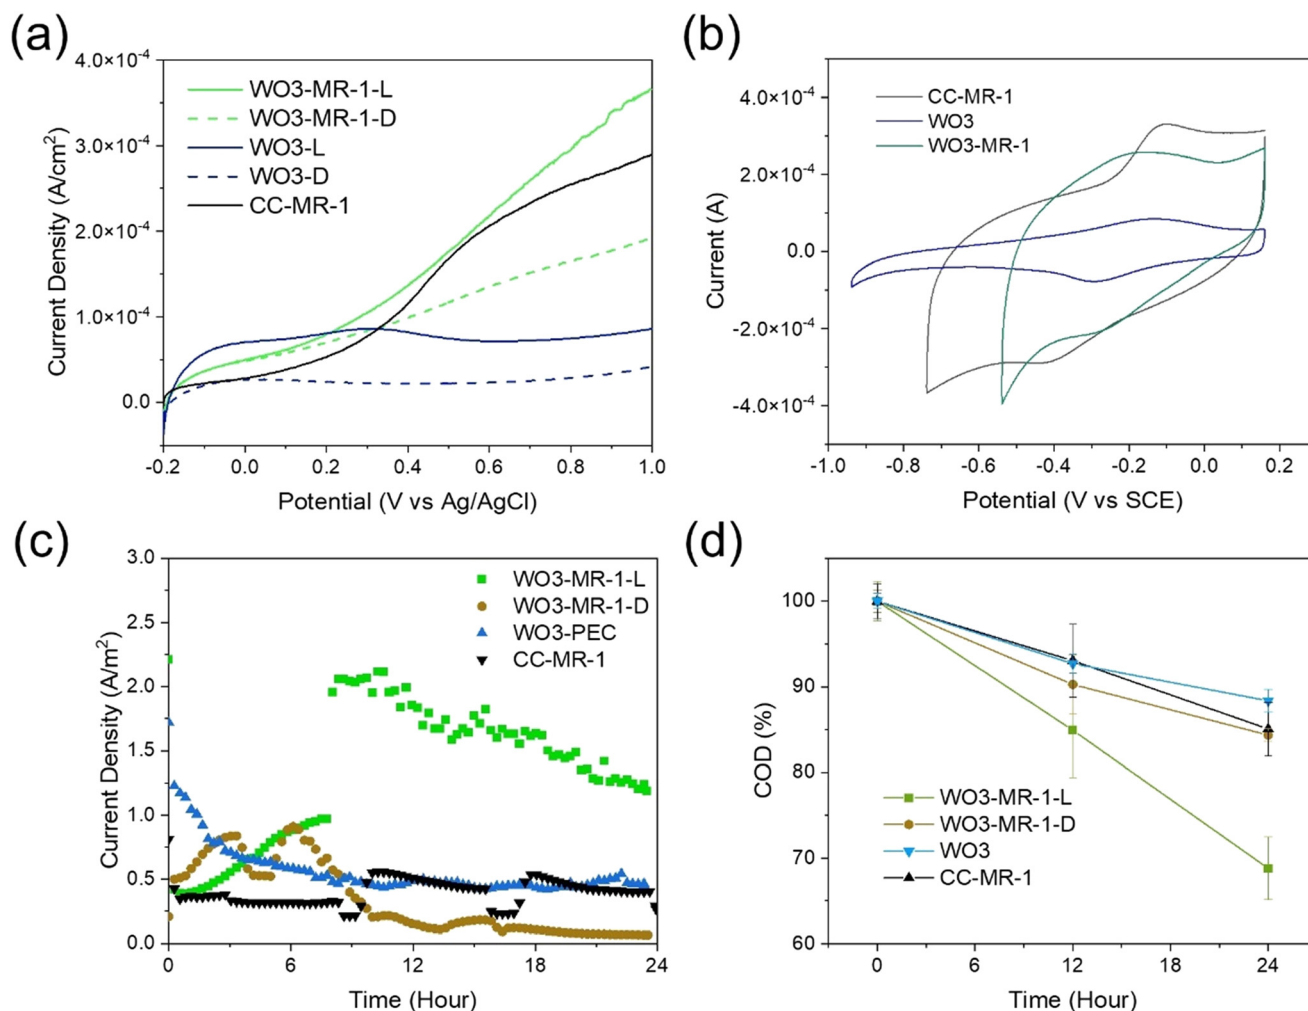 (a)
4.0×10⁻⁴
3.0×10⁻⁴
2.0×10⁻⁴
1.0×10⁻⁴
0.0
Current Density (A/cm²)
WO3-MR-1-L
WO3-MR-1-D
WO3-L
WO3-D
CC-MR-1
-0.2 0.0 0.2 0.4 0.6 0.8 1.0
Potential (V vs Ag/AgCl)
(b)
4.0×10⁻⁴
2.0×10⁻⁴
0.0
-2.0×10⁻⁴
-4.0×10⁻⁴
Current (A)
CC-MR-1
WO3
WO3-MR-1
-1.0 -0.8 -0.6 -0.4 -0.2 0.0 0.2
Potential (V vs SCE)
(c)
3.0
2.5
2.0
1.5
1.0
0.5
0.0
Current Density (A/m²)
WO3-MR-1-L
WO3-MR-1-D
WO3-PEC
CC-MR-1
0 6 12 18 24
Time (Hour)
(d)
100
90
80
70
60
COD (%)
WO3-MR-1-L
WO3-MR-1-D
WO3
CC-MR-1
0 12 24
Time (Hour)